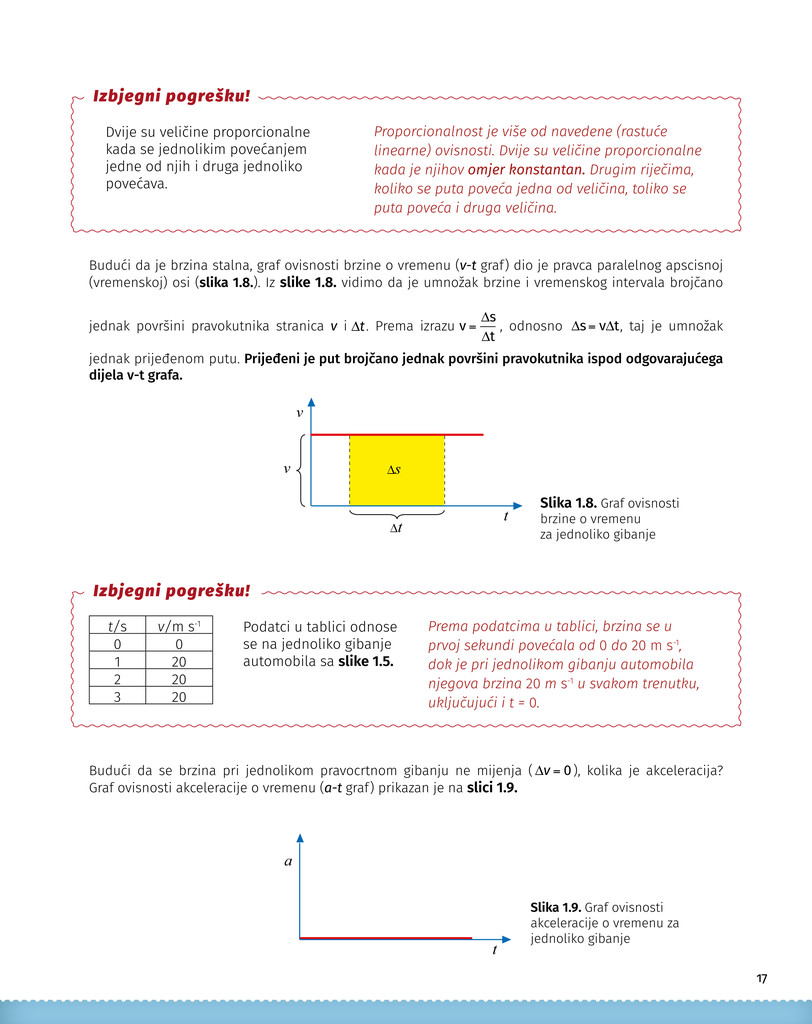 Izbjegni pogrešku!
Dvije su veličine proporcionalne
kada se jednolikim povećanjem
jedne od njih i druga jednoliko
povećava.
Proporcionalnost je više od navedene (rastuće
linearne) ovisnosti. Dvije su veličine proporcionalne
kada je njihov omjer konstantan. Drugim riječima,
koliko se puta poveća jedna od veličina, toliko se
puta poveća i druga veličina.
Budući da je brzina stalna, graf ovisnosti brzine o vremenu (v-t graf) dio je pravca paralelnog apscisnoj
(vremenskoj) osi (slika 1.8.). Iz slike 1.8. vidimo da je umnožak brzine i vremenskog intervala brojčano
jednak površini pravokutnika stranica v i Δt. Prema izrazu v = Δs/Δt, odnosno Δs = vΔt, taj je umnožak
jednak prijeđenom putu. Prijeđeni je put brojčano jednak površini pravokutnika ispod odgovarajućega
dijela v-t grafa.
v
v
Δs
t
Δt
Slika 1.8. Graf ovisnosti
brzine o vremenu
za jednoliko gibanje
Izbjegni pogrešku!
t/s v/m s⁻¹
0 0
1 20
2 20
3 20
Podatci u tablici odnose
se na jednoliko gibanje
automobila sa slike 1.5.
Prema podatcima u tablici, brzina se u
prvoj sekundi povećala od 0 do 20 m s⁻¹,
dok je pri jednolikom gibanju automobila
njegova brzina 20 m s⁻¹ u svakom trenutku,
uključujući i t = 0.
Budući da se brzina pri jednolikom pravocrtnom gibanju ne mijenja (Δv = 0), kolika je akceleracija?
Graf ovisnosti akceleracije o vremenu (a-t graf) prikazan je na slici 1.9.
a
t
Slika 1.9. Graf ovisnosti
akceleracije o vremenu za
jednoliko gibanje
17